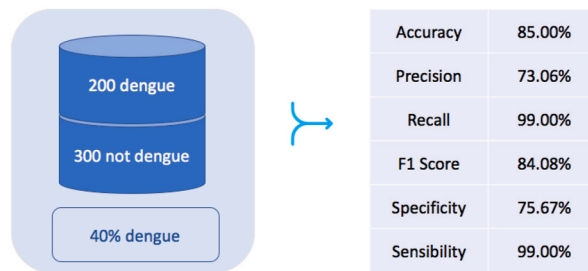 200 dengue
300 not dengue
40% dengue
Accuracy 85.00%
Precision 73.06%
Recall 99.00%
F1 Score 84.08%
Specificity 75.67%
Sensibility 99.00%